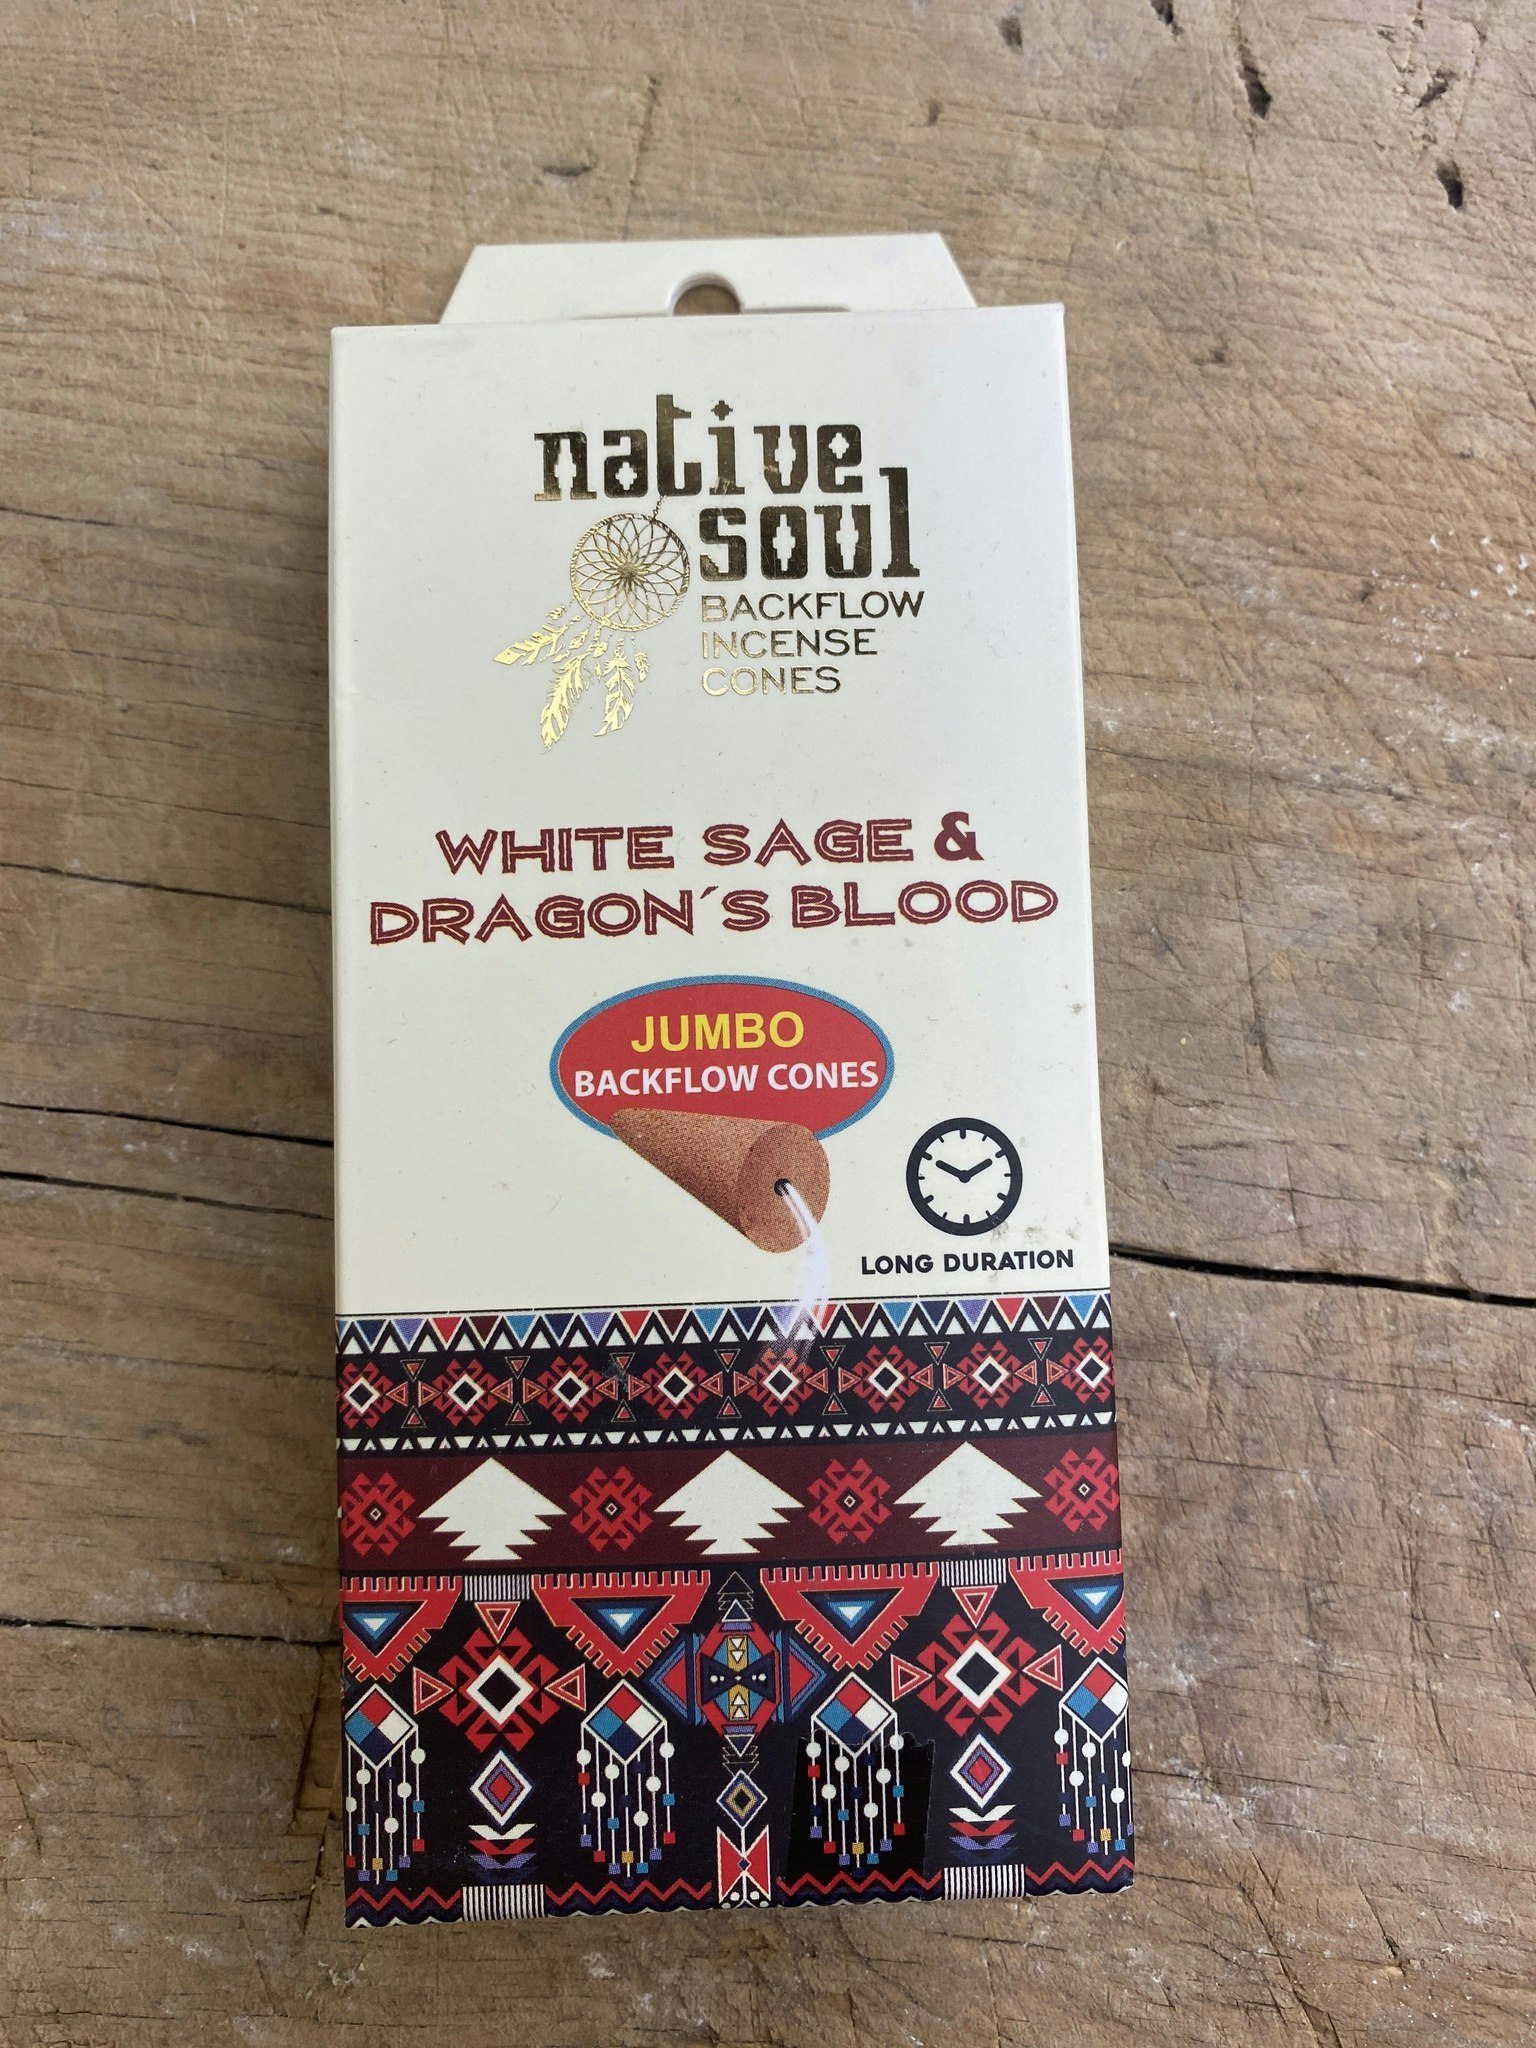 native
soul
BACKFLOW
INCENSE
CONES
WHITE SAGE &
DRAGON´S BLOOD
JUMBO
BACKFLOW CONES
LONG DURATION